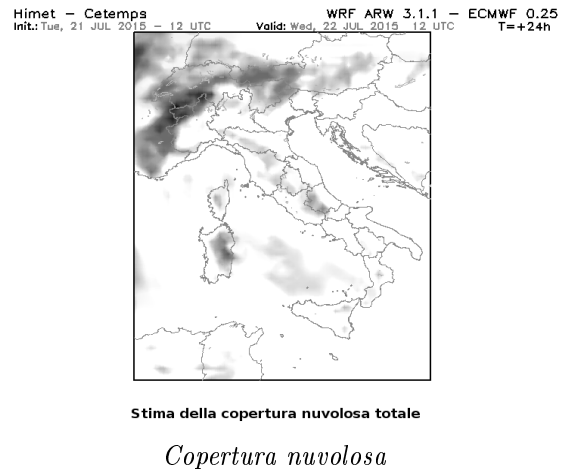 Himet – Cetemps WRF ARW 3.1.1 – ECMWF 0.25
Init.: Tue, 21 JUL 2015 – 12 UTC Valid: Wed, 22 JUL 2015 12 UTC T=+24h
Stima della copertura nuvolosa totale
Copertura nuvolosa